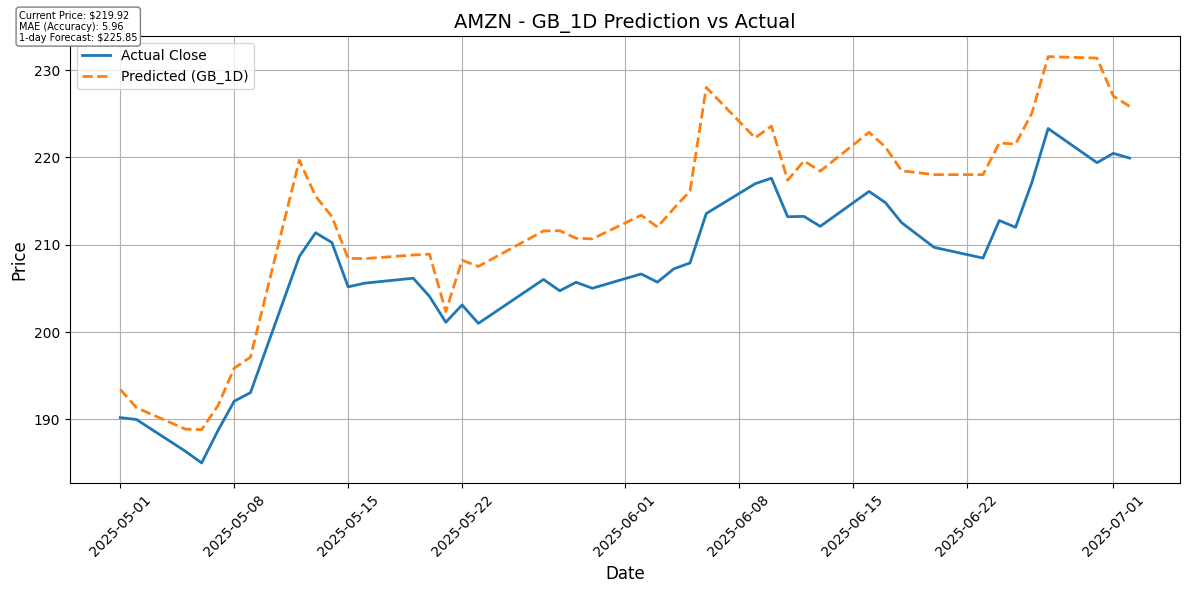 AMZN - GB_1D Prediction vs Actual
Current Price: $219.92
MAE (Accuracy): 5.96
1-day Forecast: $225.85
Actual Close
Predicted (GB_1D)
Price
230
220
210
200
190
2025-05-01
2025-05-08
2025-05-15
2025-05-22
2025-06-01
2025-06-08
2025-06-15
2025-06-22
2025-07-01
Date